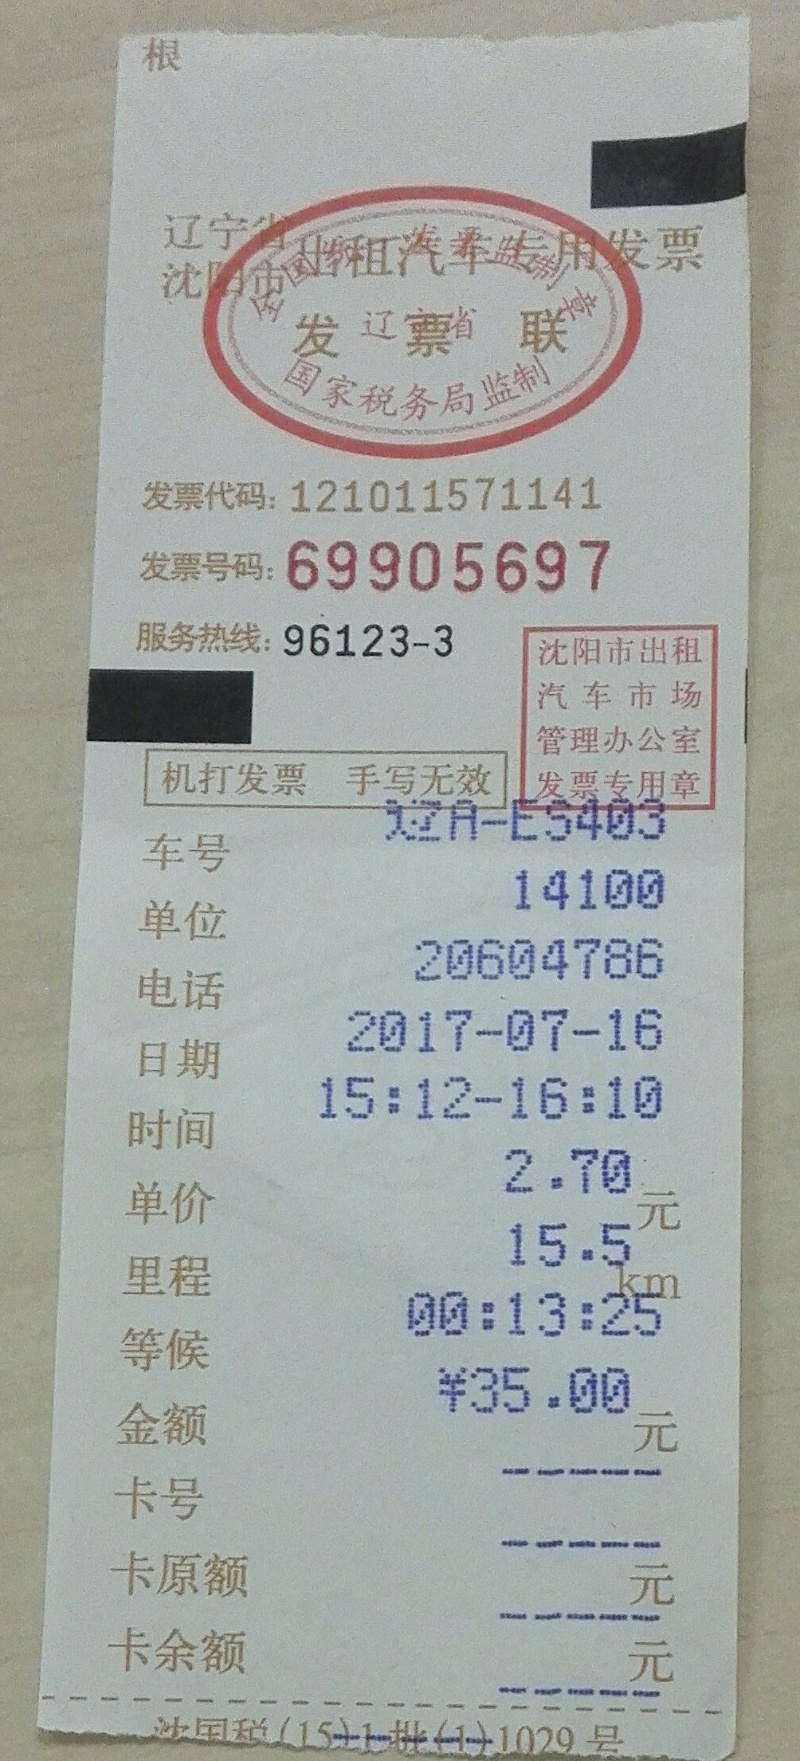 根
辽宁省
沈阳市 出租汽车专用发票
全国统一发票监制章
发票联
辽宁省
国家税务局监制
发票代码: 121011571141
发票号码: 69905697
服务热线: 96123-3
沈阳市出租
汽车市场
管理办公室
发票专用章
机打发票 手写无效
车号 辽A-ES403
单位 14100
电话 20604786
日期 2017-07-16
时间 15:12-16:10
单价 2.70 元
里程 15.5 km
等候 00:13:25
金额 ¥35.00 元
卡号 -----
卡原额 ----- 元
卡余额 ----- 元
-----
沈国税(15)1批(1)1029号